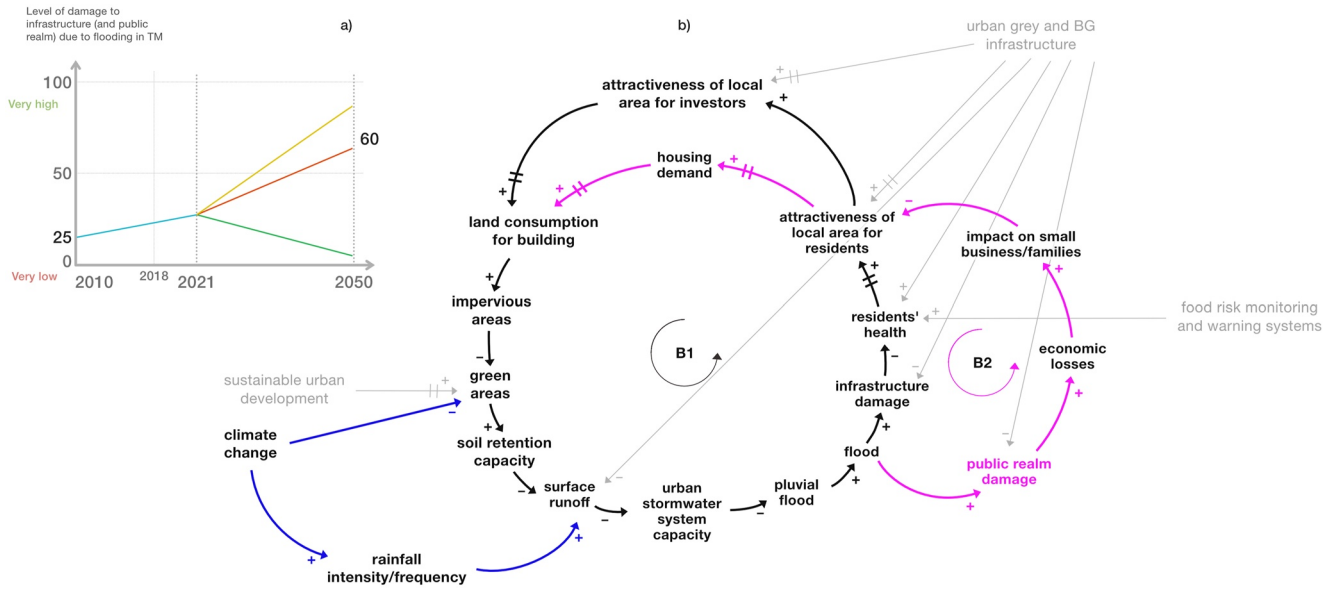 Level of damage to
infrastructure (and public
realm) due to flooding in TM
a)
100
Very high
60
50
25
0
Very low
2010
2018
2021
2050
b)
urban grey and BG
infrastructure
+
attractiveness of local
area for investors
+
housing
demand
+
+
+
+
land consumption
for building
attractiveness of
local area for
residents
–
impact on small
business/families
+
+
+
impervious
areas
+
residents'
health
+
food risk monitoring
and warning systems
B1
B2
economic
losses
–
–
sustainable urban
development
+
green
areas
–
–
infrastructure
damage
+
climate
change
+
soil retention
capacity
+
–
flood
public realm
damage
–
surface
runoff
–
–
urban
stormwater
system
capacity
–
pluvial
flood
+
+
+
+
rainfall
intensity/frequency